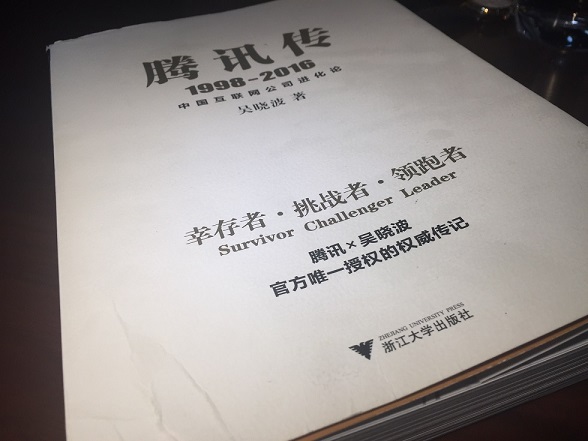 腾讯传
1998-2016
中国互联网公司进化论
吴晓波 著
幸存者·挑战者·领跑者
Survivor Challenger Leader
腾讯×吴晓波
官方唯一授权的权威传记
ZHEJIANG UNIVERSITY PRESS
浙江大学出版社